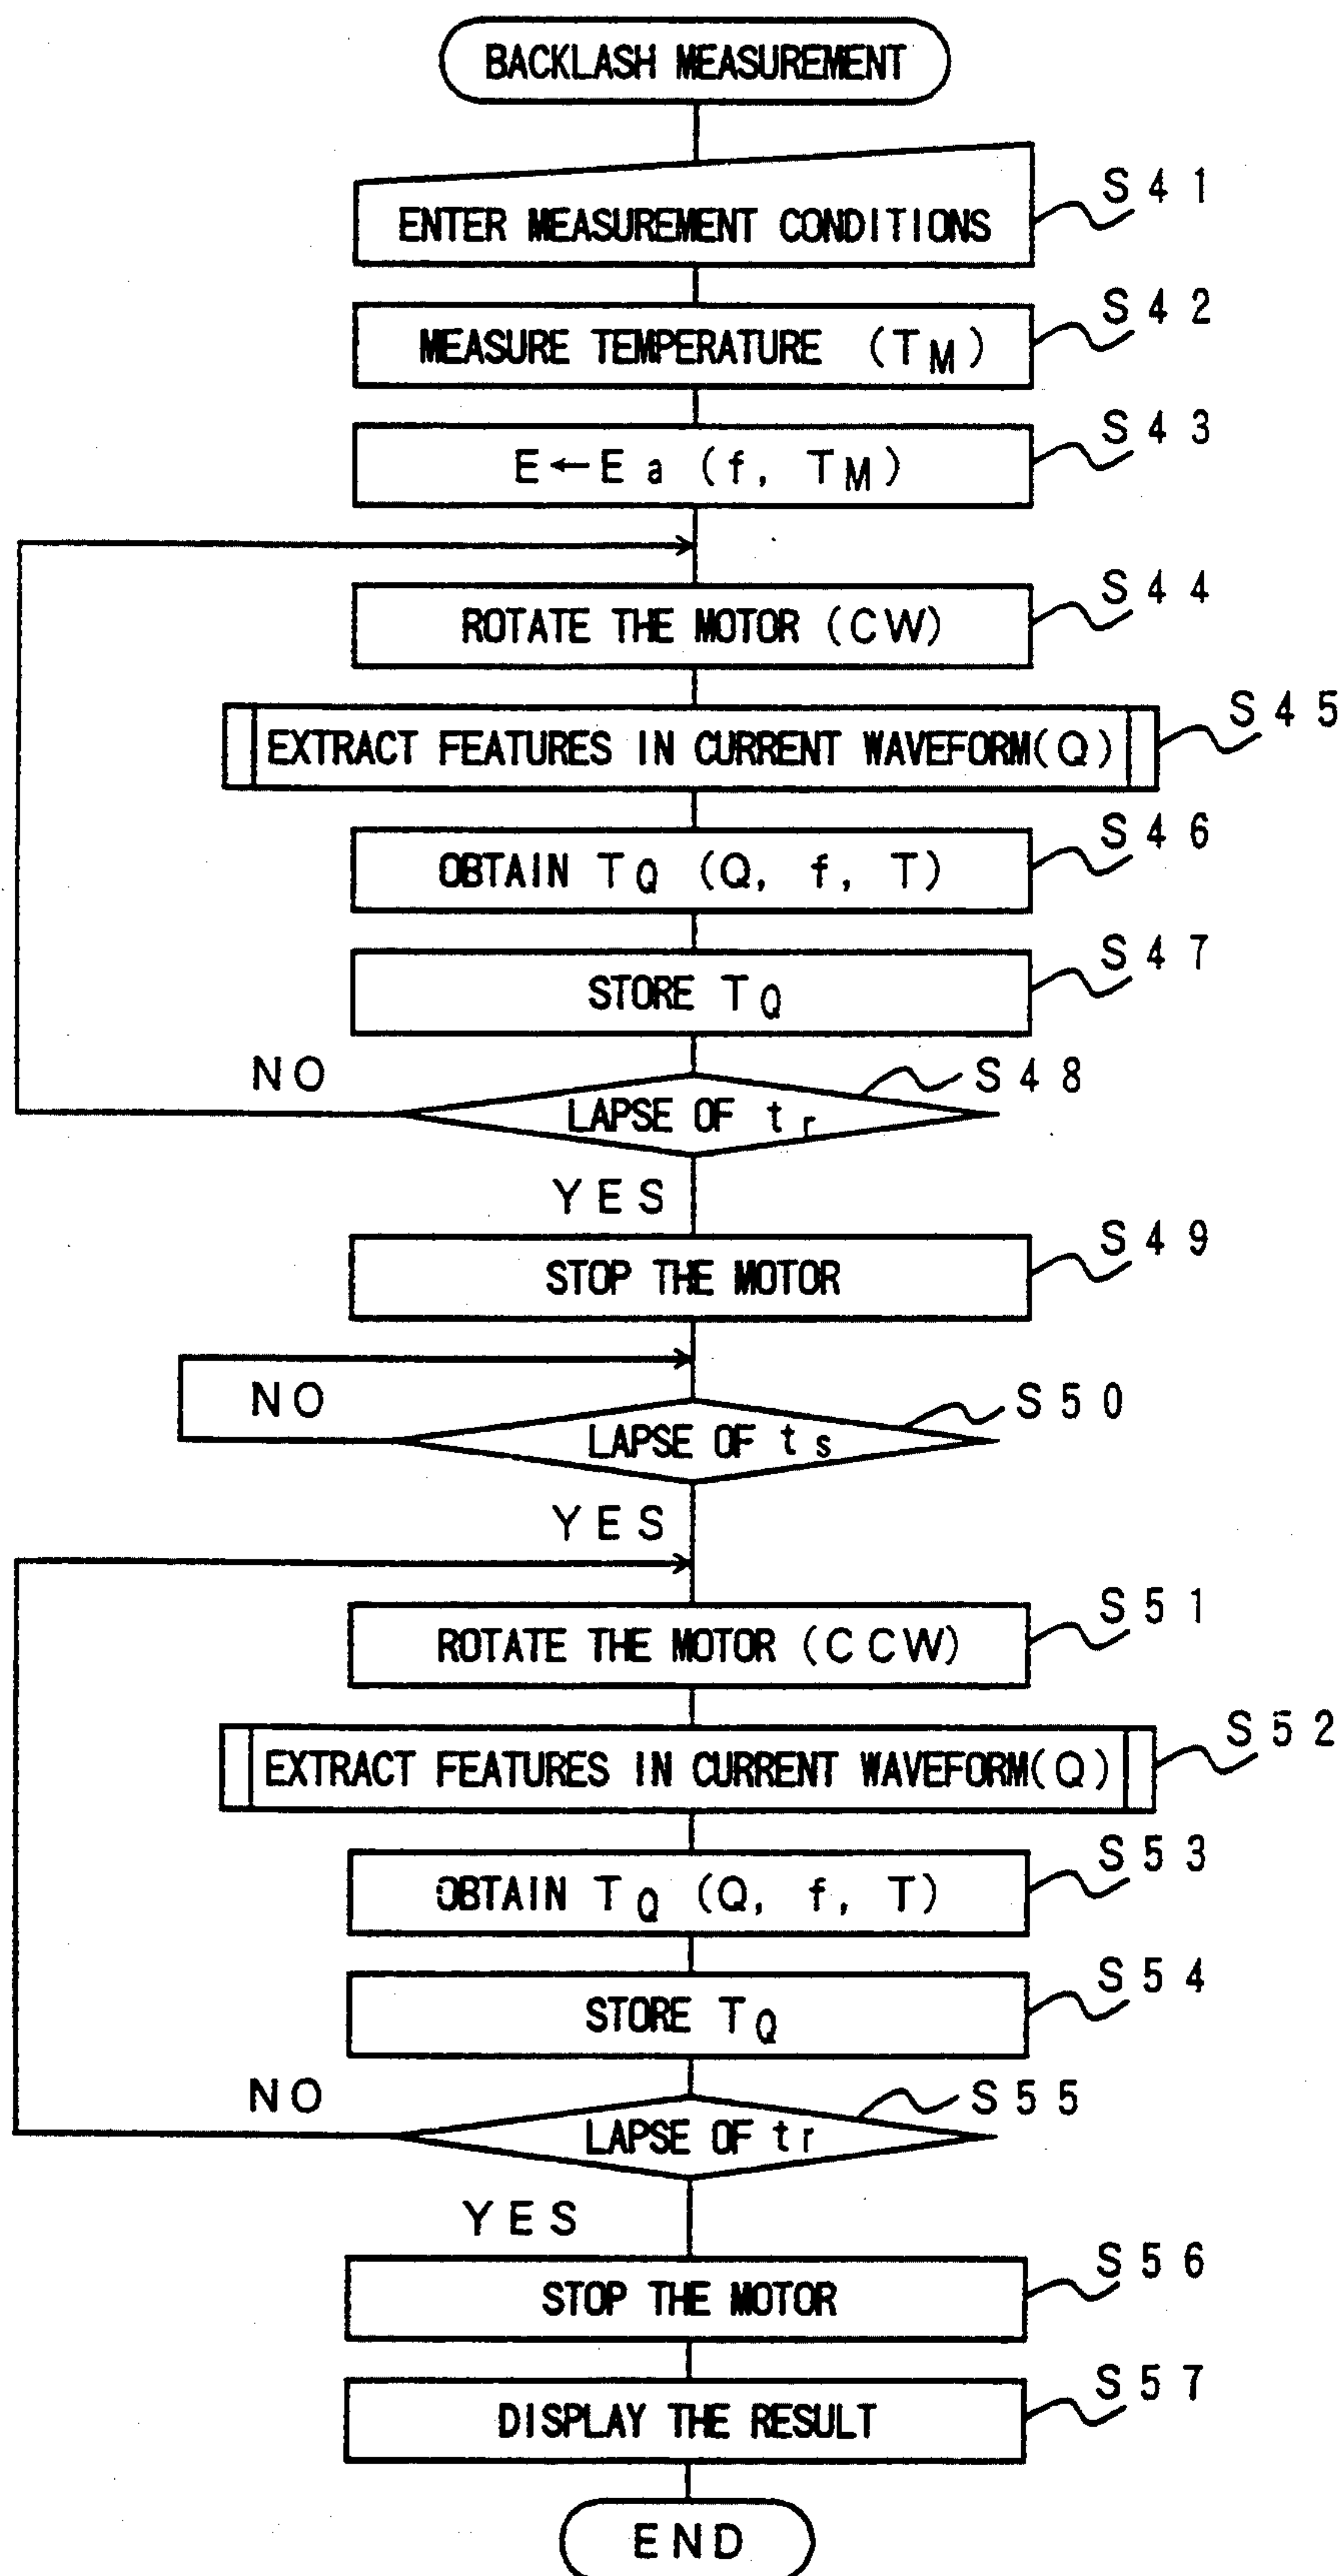 BACKLASH MEASUREMENT
S41
ENTER MEASUREMENT CONDITIONS
S42
MEASURE TEMPERATURE (TM)
S43
E←Ea (f, TM)
S44
ROTATE THE MOTOR (CW)
S45
EXTRACT FEATURES IN CURRENT WAVEFORM(Q)
S46
OBTAIN TQ (Q, f, T)
S47
STORE TQ
NO
S48
LAPSE OF tr
YES
S49
STOP THE MOTOR
NO
S50
LAPSE OF ts
YES
S51
ROTATE THE MOTOR (CCW)
S52
EXTRACT FEATURES IN CURRENT WAVEFORM(Q)
S53
OBTAIN TQ (Q, f, T)
S54
STORE TQ
NO
S55
LAPSE OF tr
YES
S56
STOP THE MOTOR
S57
DISPLAY THE RESULT
END